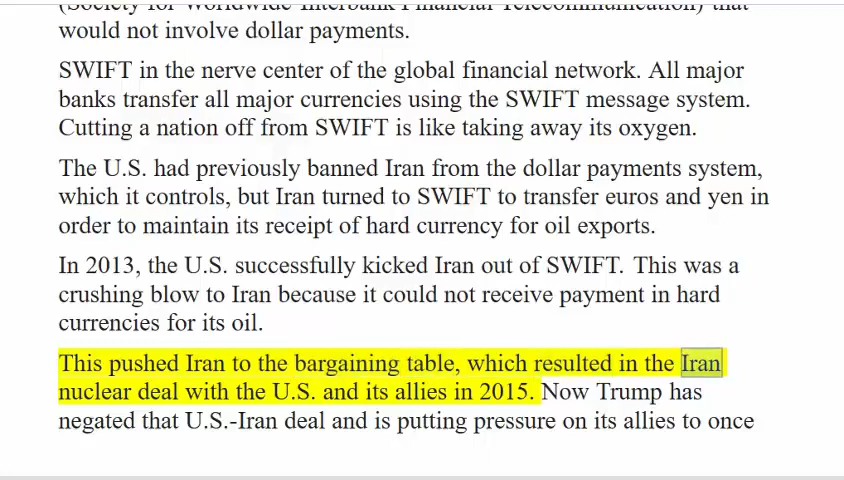 (Society for Worldwide Interbank Financial Telecommunication) that
would not involve dollar payments.
SWIFT in the nerve center of the global financial network. All major
banks transfer all major currencies using the SWIFT message system.
Cutting a nation off from SWIFT is like taking away its oxygen.
The U.S. had previously banned Iran from the dollar payments system,
which it controls, but Iran turned to SWIFT to transfer euros and yen in
order to maintain its receipt of hard currency for oil exports.
In 2013, the U.S. successfully kicked Iran out of SWIFT. This was a
crushing blow to Iran because it could not receive payment in hard
currencies for its oil.
This pushed Iran to the bargaining table, which resulted in the Iran
nuclear deal with the U.S. and its allies in 2015. Now Trump has
negated that U.S.-Iran deal and is putting pressure on its allies to once